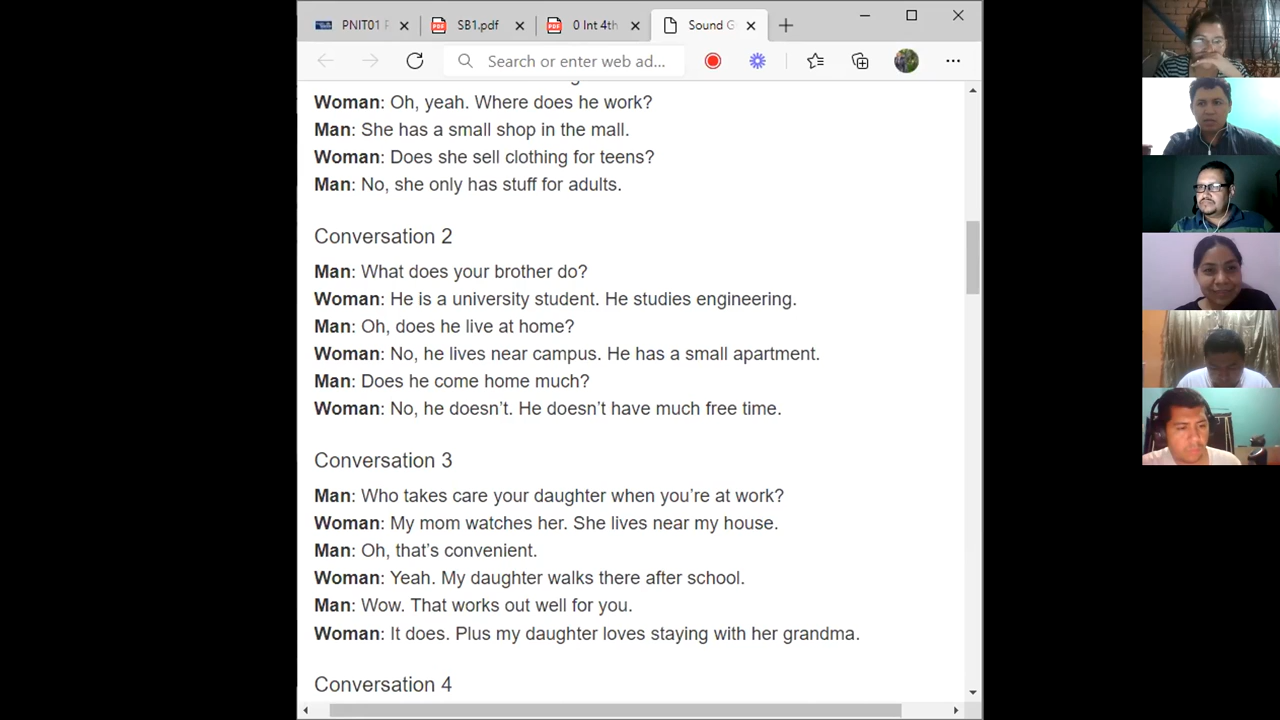 PNIT01
SB1.pdf
0 Int 4th
Sound G
Search or enter web ad...
Woman: Oh, yeah. Where does he work?
Man: She has a small shop in the mall.
Woman: Does she sell clothing for teens?
Man: No, she only has stuff for adults.
Conversation 2
Man: What does your brother do?
Woman: He is a university student. He studies engineering.
Man: Oh, does he live at home?
Woman: No, he lives near campus. He has a small apartment.
Man: Does he come home much?
Woman: No, he doesn’t. He doesn’t have much free time.
Conversation 3
Man: Who takes care your daughter when you’re at work?
Woman: My mom watches her. She lives near my house.
Man: Oh, that’s convenient.
Woman: Yeah. My daughter walks there after school.
Man: Wow. That works out well for you.
Woman: It does. Plus my daughter loves staying with her grandma.
Conversation 4